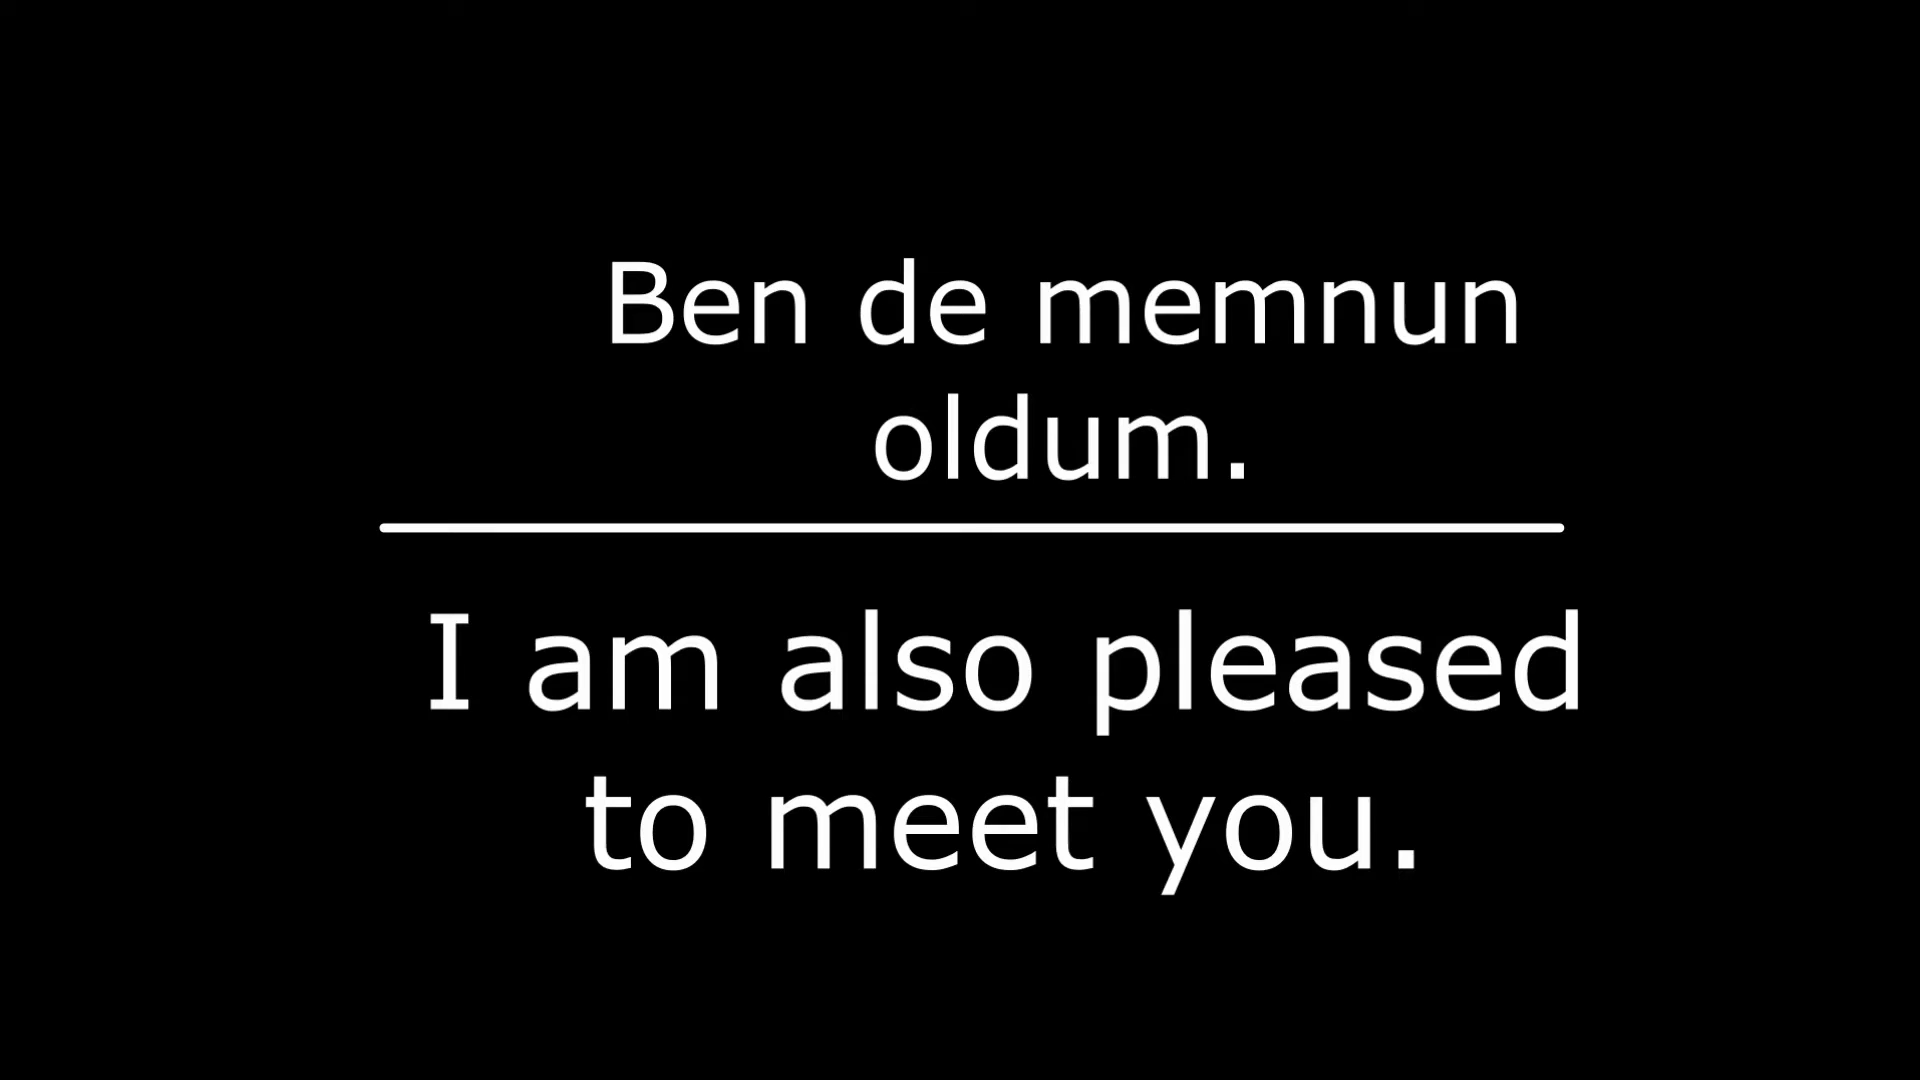 Ben de memnun
oldum.
I am also pleased
to meet you.